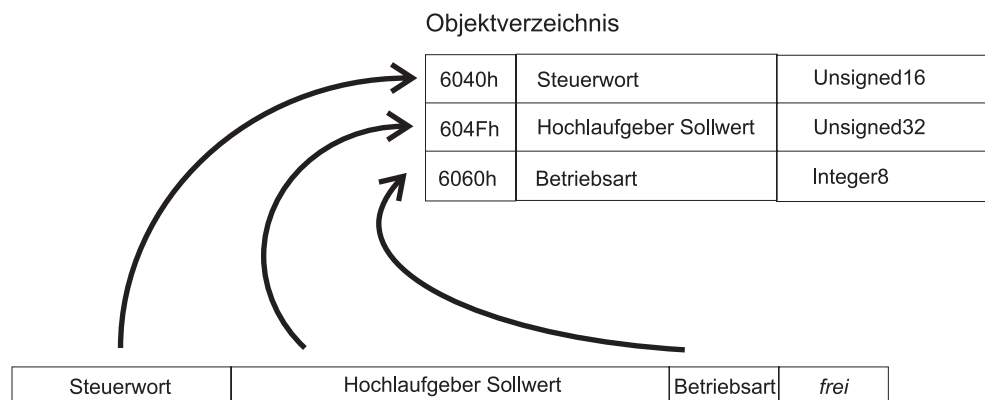 Objektverzeichnis
6040h Steuerwort Unsigned16
604Fh Hochlaufgeber Sollwert Unsigned32
6060h Betriebsart Integer8
Steuerwort Hochlaufgeber Sollwert Betriebsart frei